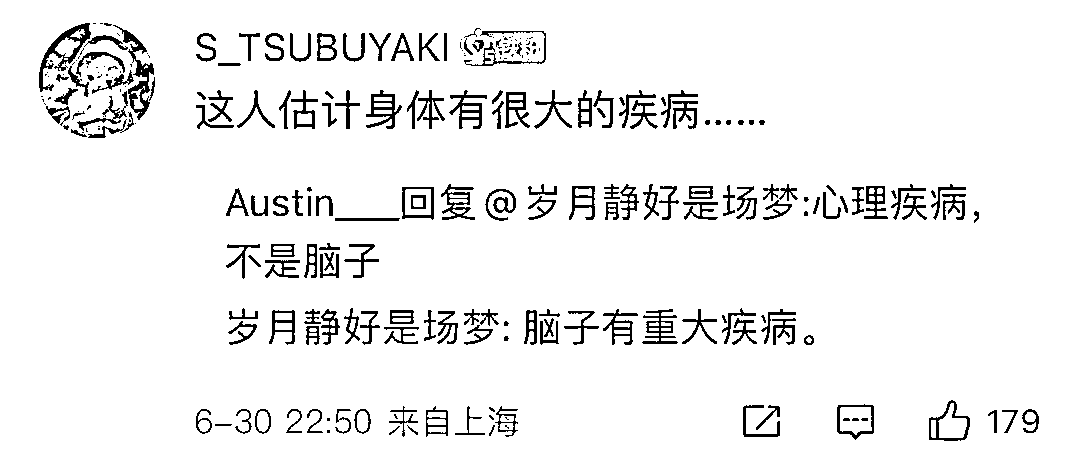 S_TSUBUYAKI
这人估计身体有很大的疾病......
Austin___回复@岁月静好是场梦:心理疾病,
不是脑子
岁月静好是场梦: 脑子有重大疾病。
6-30 22:50 来自上海
179